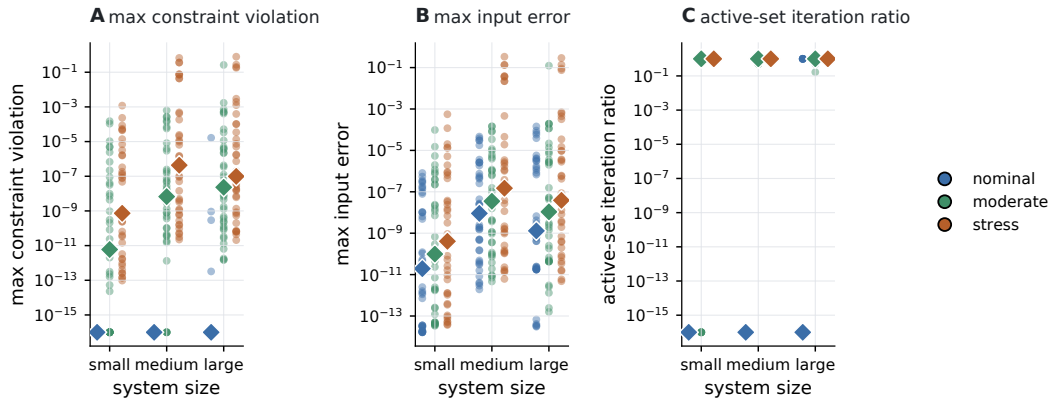 A max constraint violation
B max input error
C active-set iteration ratio
max constraint violation
10⁻¹
10⁻³
10⁻⁵
10⁻⁷
10⁻⁹
10⁻¹¹
10⁻¹³
10⁻¹⁵
small medium large
system size
max input error
10⁻¹
10⁻³
10⁻⁵
10⁻⁷
10⁻⁹
10⁻¹¹
10⁻¹³
small medium large
system size
active-set iteration ratio
10⁻¹
10⁻³
10⁻⁵
10⁻⁷
10⁻⁹
10⁻¹¹
10⁻¹³
10⁻¹⁵
small medium large
system size
nominal
moderate
stress